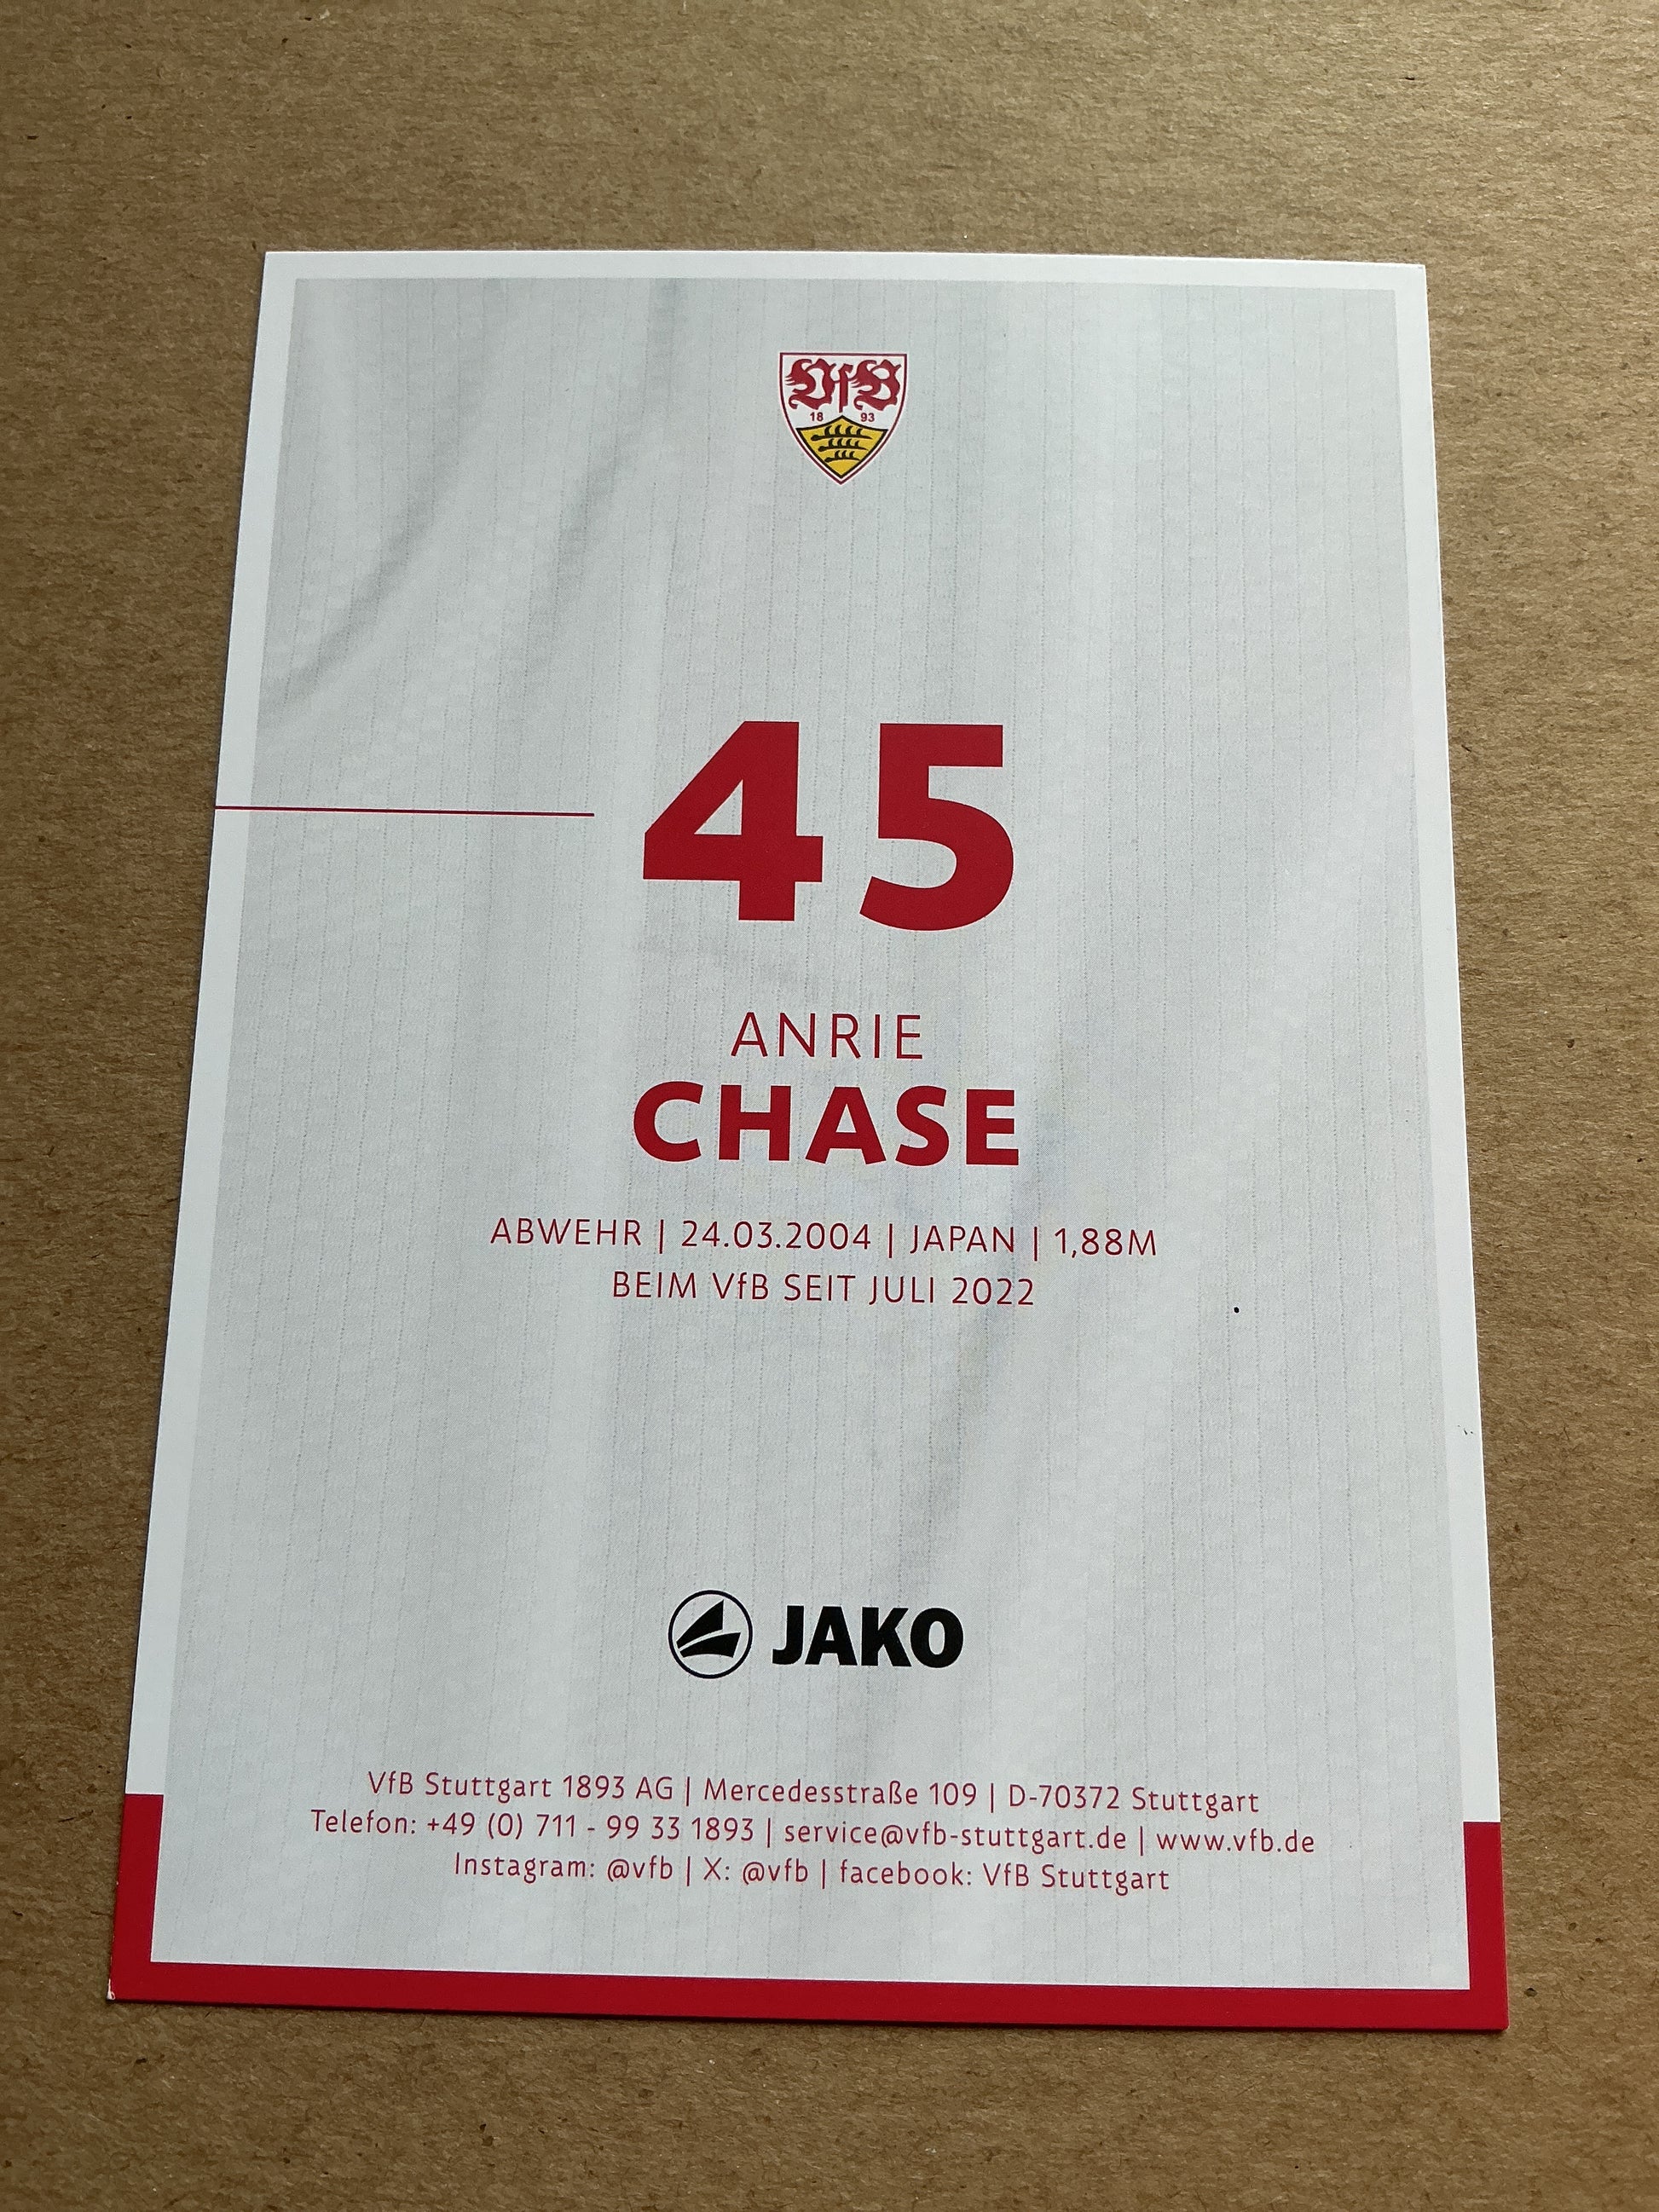 VfB
18 93
45
ANRIE
CHASE
ABWEHR | 24.03.2004 | JAPAN | 1,88M
BEIM VfB SEIT JULI 2022
JAKO
VfB Stuttgart 1893 AG | Mercedesstraße 109 | D-70372 Stuttgart
Telefon: +49 (0) 711 - 99 33 1893 | service@vfb-stuttgart.de | www.vfb.de
Instagram: @vfb | X: @vfb | facebook: VfB Stuttgart